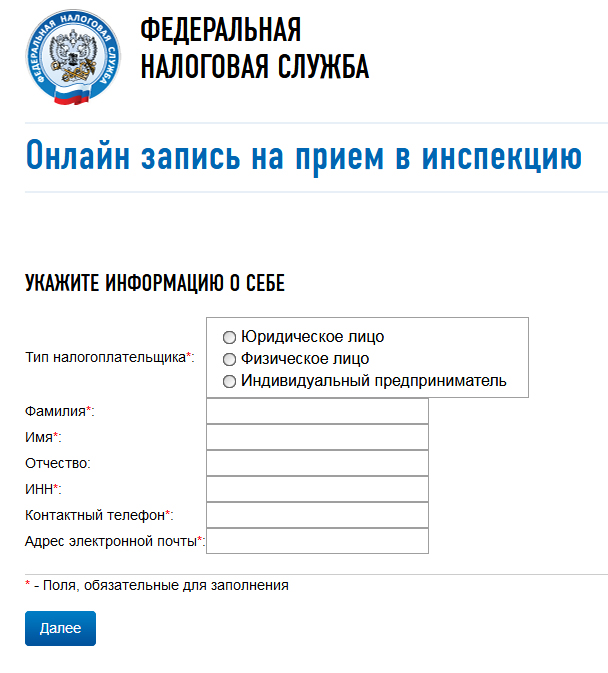 ФЕДЕРАЛЬНАЯ НАЛОГОВАЯ СЛУЖБА
ФЕДЕРАЛЬНАЯ
НАЛОГОВАЯ СЛУЖБА
Онлайн запись на прием в инспекцию
УКАЖИТЕ ИНФОРМАЦИЮ О СЕБЕ
Тип налогоплательщика*:
Юридическое лицо
Физическое лицо
Индивидуальный предприниматель
Фамилия*:
Имя*:
Отчество:
ИНН*:
Контактный телефон*:
Адрес электронной почты*:
* - Поля, обязательные для заполнения
Далее